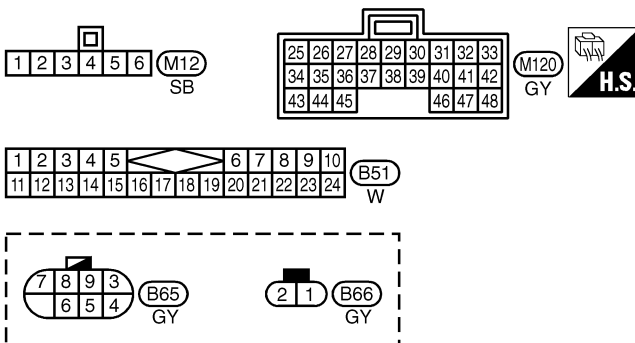 1 2 3 4 5 6 M12
SB
25 26 27 28 29 30 31 32 33
34 35 36 37 38 39 40 41 42
43 44 45 46 47 48
M120
GY
H.S.
1 2 3 4 5 6 7 8 9 10
11 12 13 14 15 16 17 18 19 20 21 22 23 24
B51
W
7 8 9 3
6 5 4
B65
GY
2 1 B66
GY